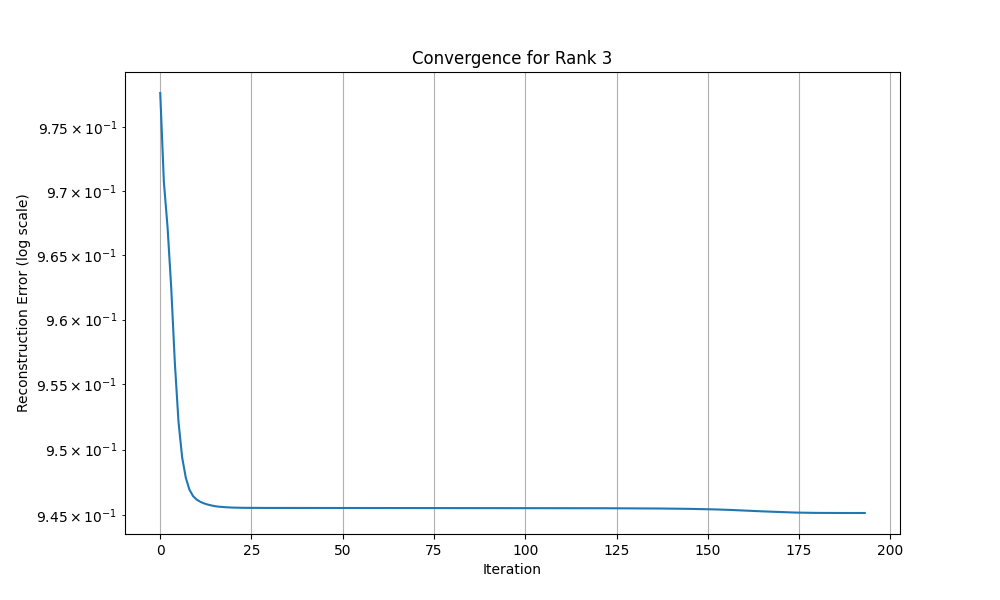 Convergence for Rank 3
Reconstruction Error (log scale)
9.75 × 10⁻¹
9.7 × 10⁻¹
9.65 × 10⁻¹
9.6 × 10⁻¹
9.55 × 10⁻¹
9.5 × 10⁻¹
9.45 × 10⁻¹
0 25 50 75 100 125 150 175 200
Iteration